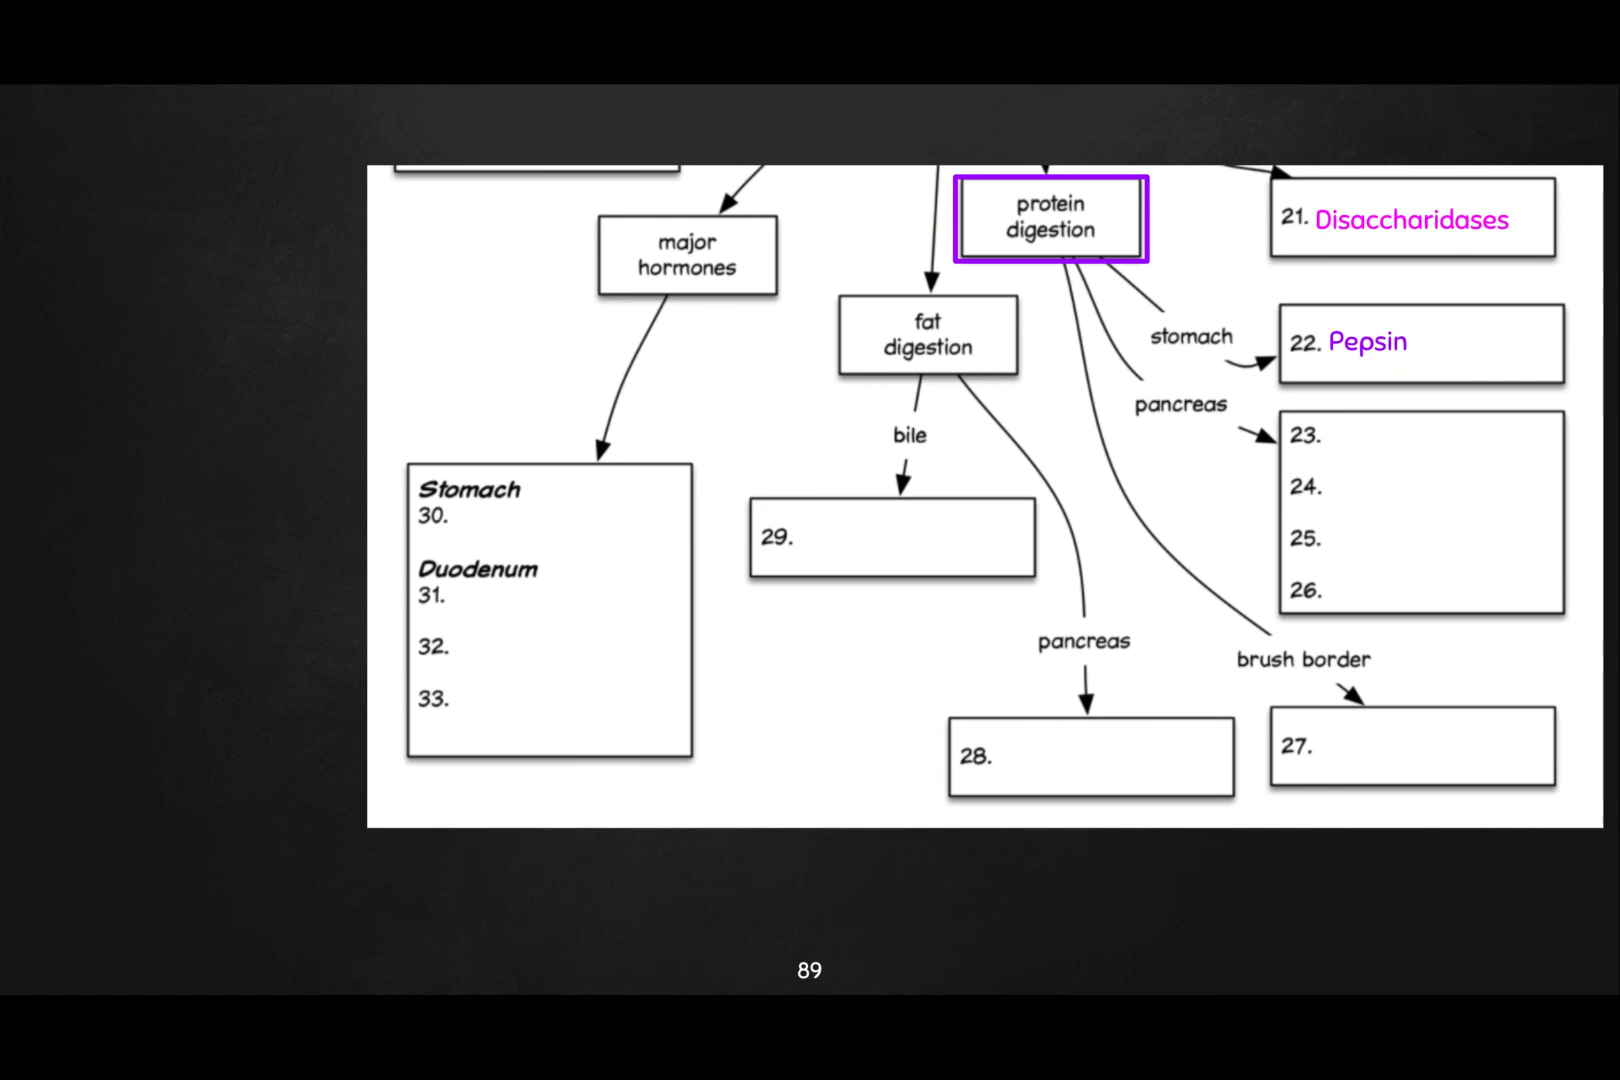 protein
digestion
21. Disaccharidases
major
hormones
fat
digestion
stomach
22. Pepsin
pancreas
bile
23.
24.
25.
26.
Stomach
30.
Duodenum
31.
32.
33.
29.
pancreas
brush border
28.
27.
89